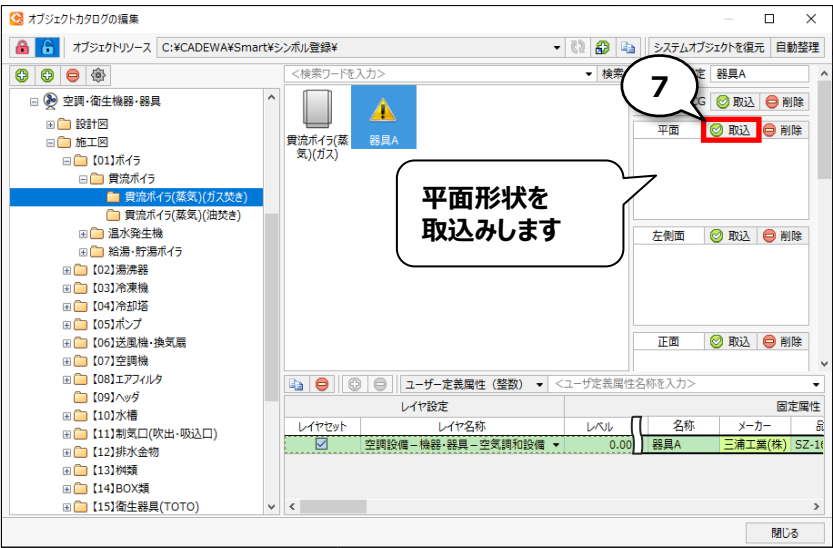 オブジェクトカタログの編集
オブジェクトリソース C:¥CADEWA¥Smart¥シンボル登録¥
システムオブジェクトを復元 自動整理
<検索ワードを入力>
検索
定 器具A
7
CG 取込 削除
空調・衛生機器・器具
設計図
施工図
【01】ボイラ
貫流ボイラ
貫流ボイラ(蒸気)(ガス焚き)
貫流ボイラ(蒸気)(油焚き)
温水発生機
給湯・貯湯ボイラ
【02】湯沸器
【03】冷凍機
【04】冷却塔
【05】ポンプ
【06】送風機・換気扇
【07】空調機
【08】エアフィルタ
【09】ヘッダ
【10】水槽
【11】制気口(吹出・吸込口)
【12】排水金物
【13】桝類
【14】BOX類
【15】衛生器具(TOTO)
貫流ボイラ(蒸
気)(ガス)
器具A
平面 取込 削除
平面形状を
取込みします
左側面 取込 削除
正面 取込 削除
ユーザー定義属性（整数） <ユーザ定義属性名称を入力>
レイヤ設定 固定属性
レイヤセット レイヤ名称 レベル 名称 メーカー
空調設備－機器・器具－空気調和設備 0.00 器具A 三浦工業(株) SZ-16
閉じる